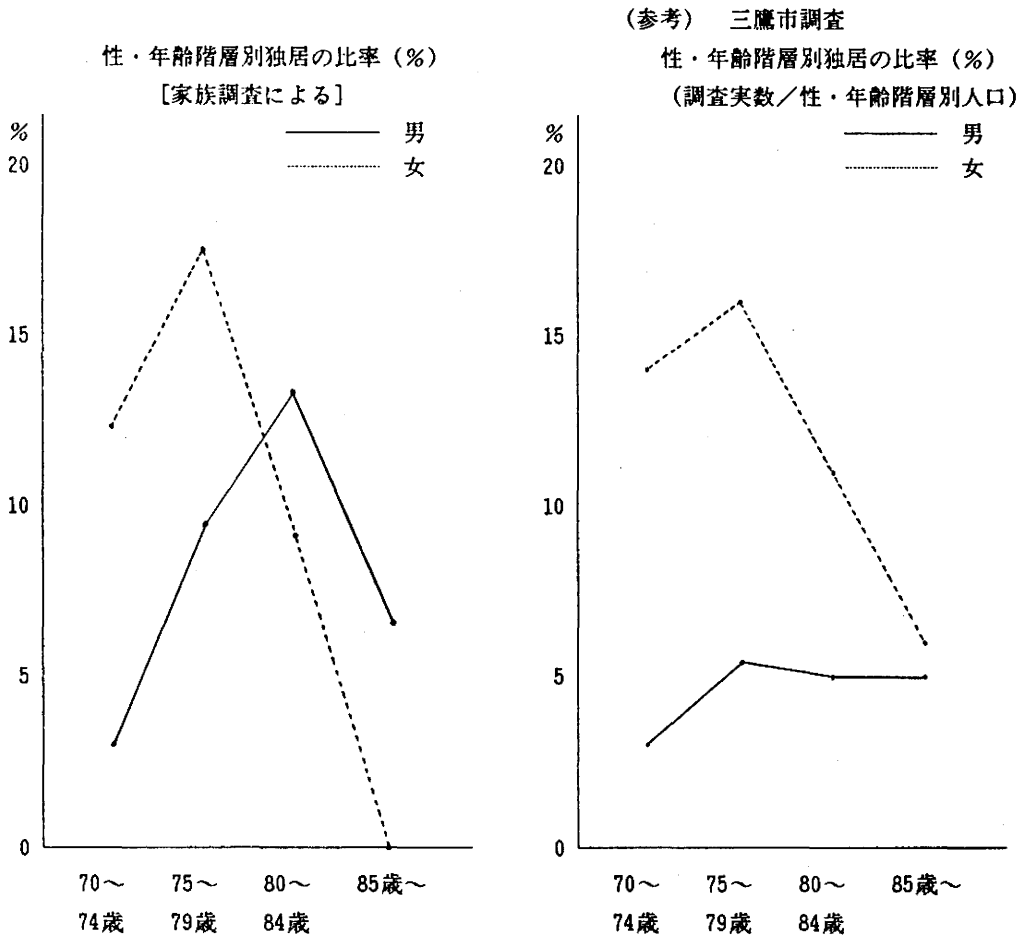 性・年齢階層別独居の比率(%)
[家族調査による]
%
男
女
20
15
10
5
0
70〜
74歳
75〜
79歳
80〜
84歳
85歳〜
(参考) 三鷹市調査
性・年齢階層別独居の比率(%)
(調査実数/性・年齢階層別人口)
%
男
女
20
15
10
5
0
70〜
74歳
75〜
79歳
80〜
84歳
85歳〜